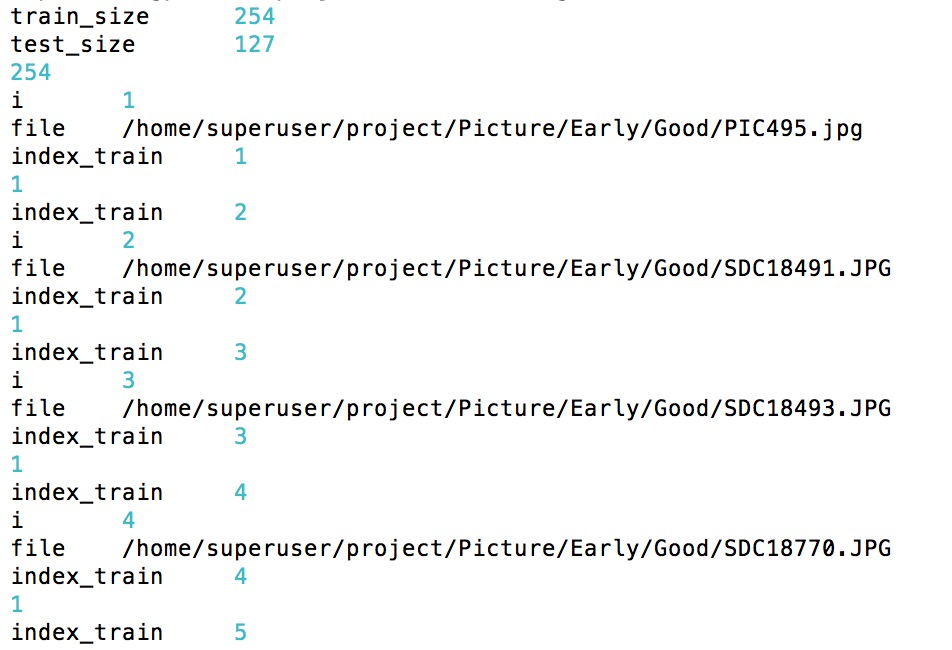 train_size 254
test_size 127
254
i 1
file /home/superuser/project/Picture/Early/Good/PIC495.jpg
index_train 1
1
index_train 2
i 2
file /home/superuser/project/Picture/Early/Good/SDC18491.JPG
index_train 2
1
index_train 3
i 3
file /home/superuser/project/Picture/Early/Good/SDC18493.JPG
index_train 3
1
index_train 4
i 4
file /home/superuser/project/Picture/Early/Good/SDC18770.JPG
index_train 4
1
index_train 5